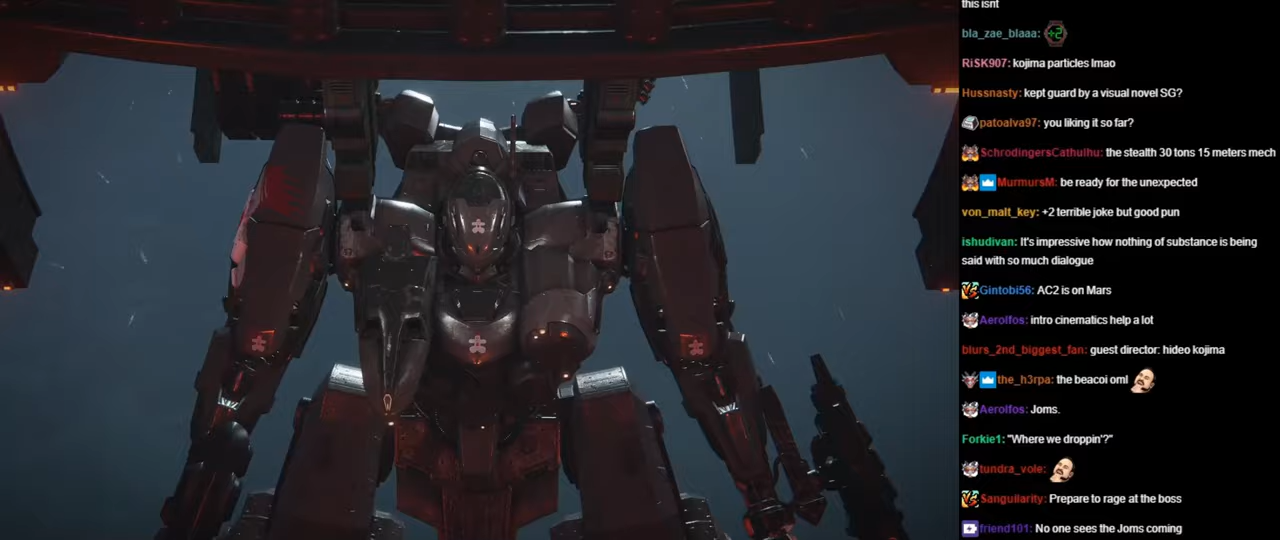 this isnt
bla_zae_blaaa: +2
RiSK907: kojima particles lmao
Hussnasty: kept guard by a visual novel SG?
patoalva97: you liking it so far?
SchrodingersCathulhu: the stealth 30 tons 15 meters mech
MurmursM: be ready for the unexpected
von_malt_key: +2 terrible joke but good pun
ishudivan: It's impressive how nothing of substance is being
said with so much dialogue
Gintobi56: AC2 is on Mars
Aerolfos: intro cinematics help a lot
blurs_2nd_biggest_fan: guest director: hideo kojima
the_h3rpa: the beacoi oml
Aerolfos: Joms.
Forkie1: "Where we droppin'?"
tundra_vole:
Sanguilarity: Prepare to rage at the boss
friend101: No one sees the Joms coming